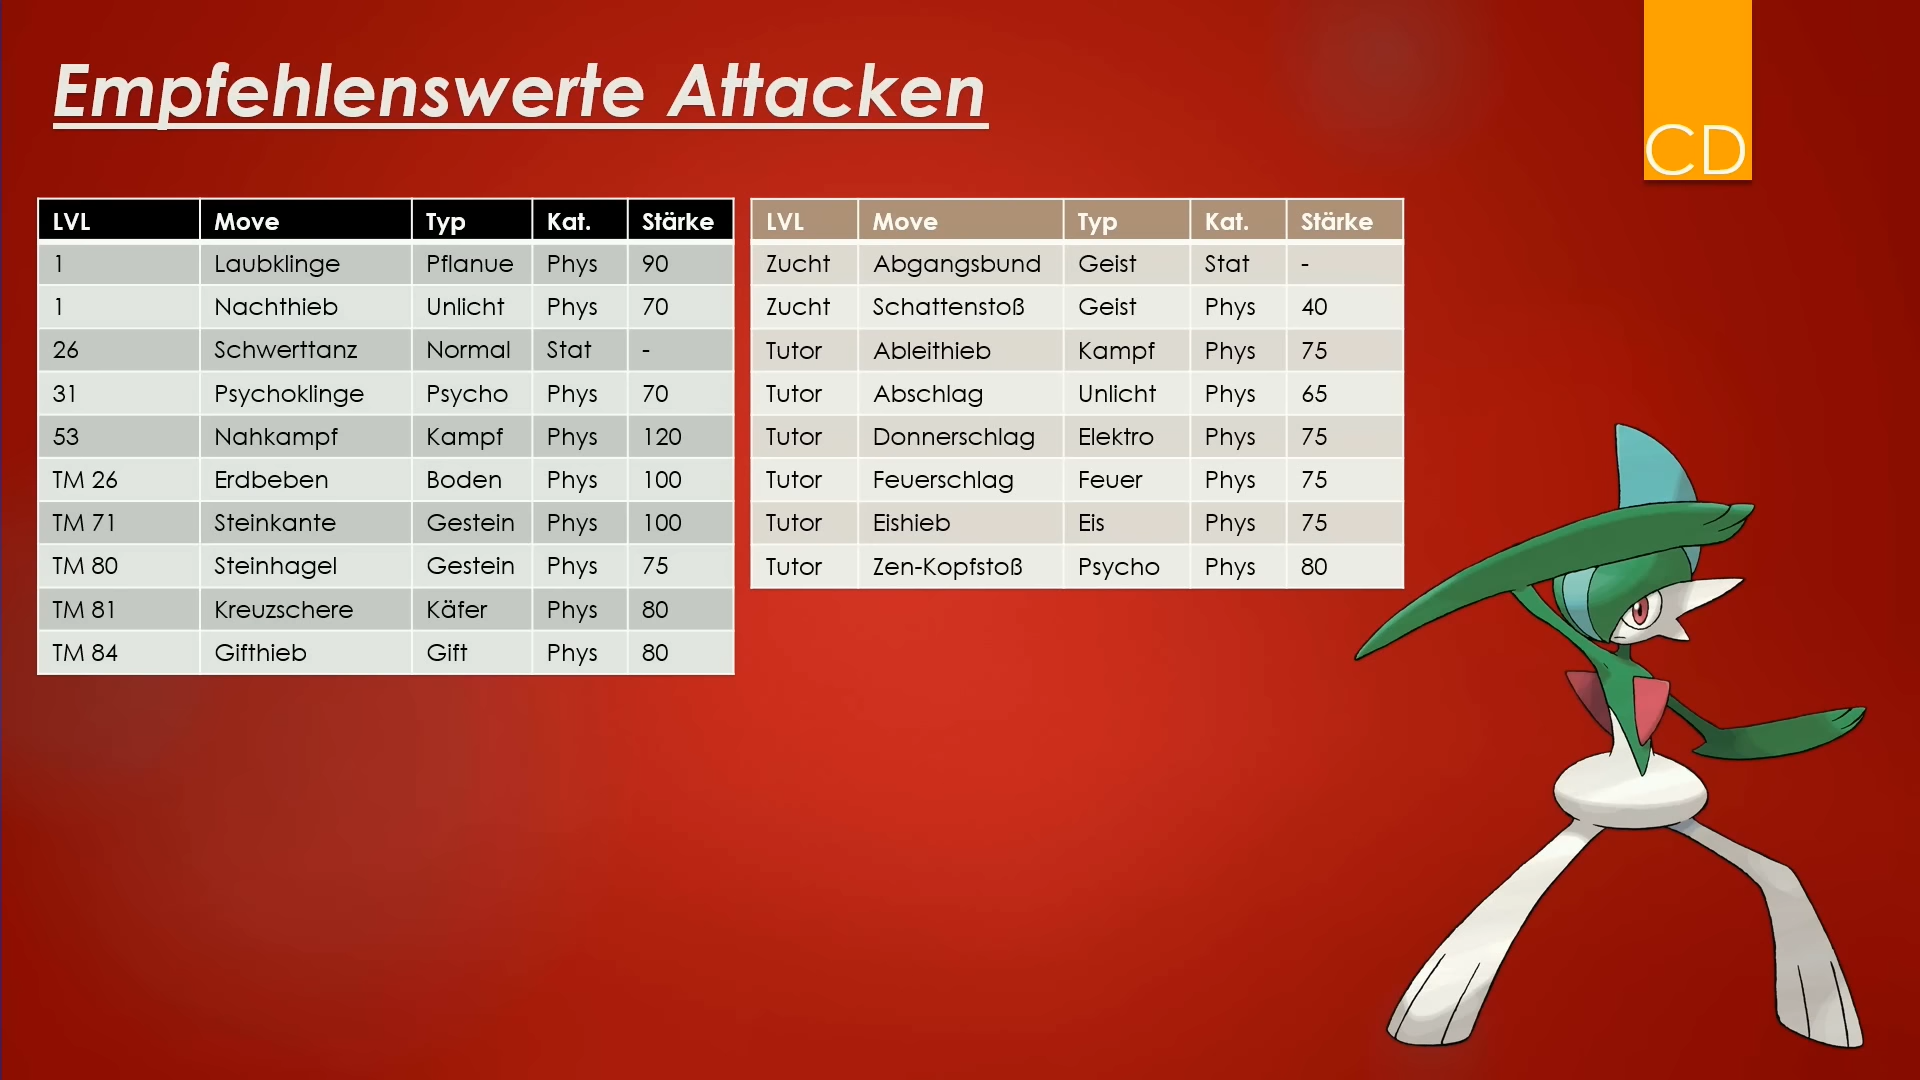 Empfehlenswerte Attacken
CD
LVL Move Typ Kat. Stärke
1 Laubklinge Pflanue Phys 90
1 Nachthieb Unlicht Phys 70
26 Schwerttanz Normal Stat -
31 Psychoklinge Psycho Phys 70
53 Nahkampf Kampf Phys 120
TM 26 Erdbeben Boden Phys 100
TM 71 Steinkante Gestein Phys 100
TM 80 Steinhagel Gestein Phys 75
TM 81 Kreuzschere Käfer Phys 80
TM 84 Gifthieb Gift Phys 80
LVL Move Typ Kat. Stärke
Zucht Abgangsbund Geist Stat -
Zucht Schattenstoß Geist Phys 40
Tutor Ableithieb Kampf Phys 75
Tutor Abschlag Unlicht Phys 65
Tutor Donnerschlag Elektro Phys 75
Tutor Feuerschlag Feuer Phys 75
Tutor Eishieb Eis Phys 75
Tutor Zen-Kopfstoß Psycho Phys 80